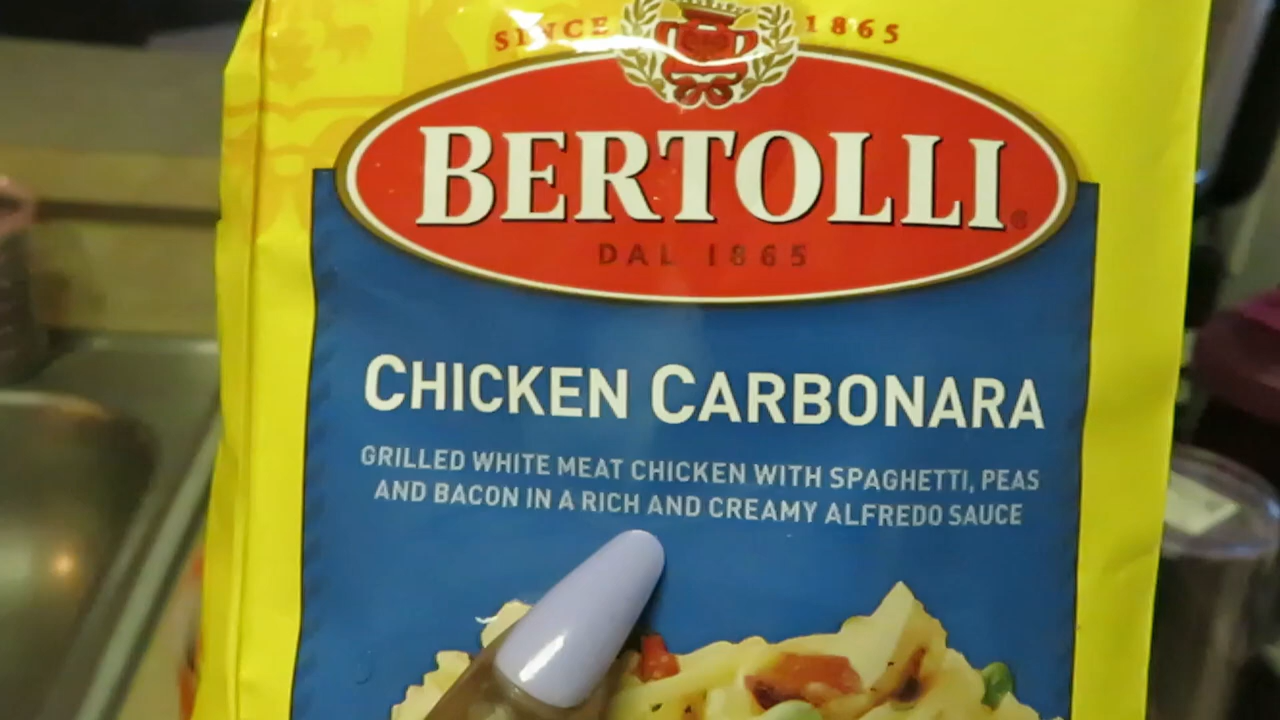 SINCE 1865
BERTOLLI®
DAL 1865
CHICKEN CARBONARA
GRILLED WHITE MEAT CHICKEN WITH SPAGHETTI, PEAS
AND BACON IN A RICH AND CREAMY ALFREDO SAUCE